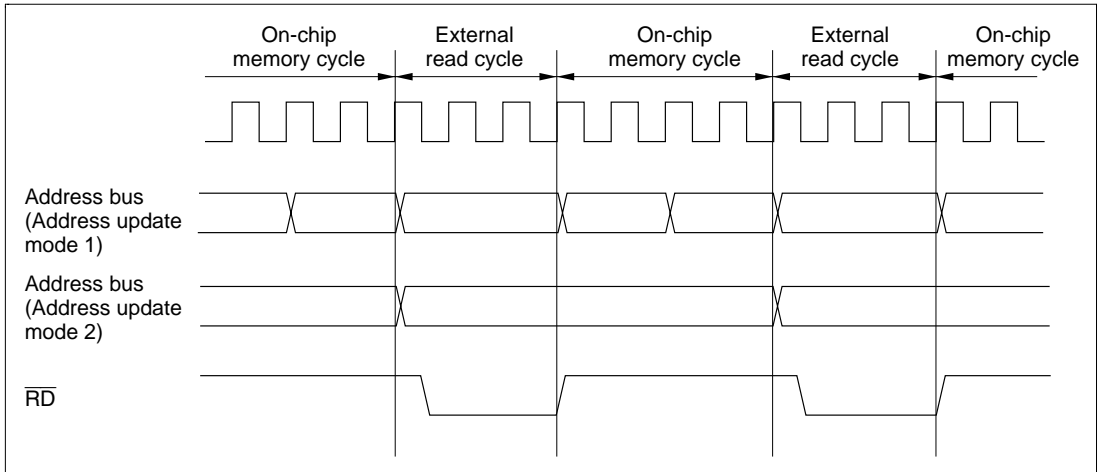 On-chip
memory cycle
External
read cycle
On-chip
memory cycle
External
read cycle
On-chip
memory cycle
Address bus
(Address update
mode 1)
Address bus
(Address update
mode 2)
RD